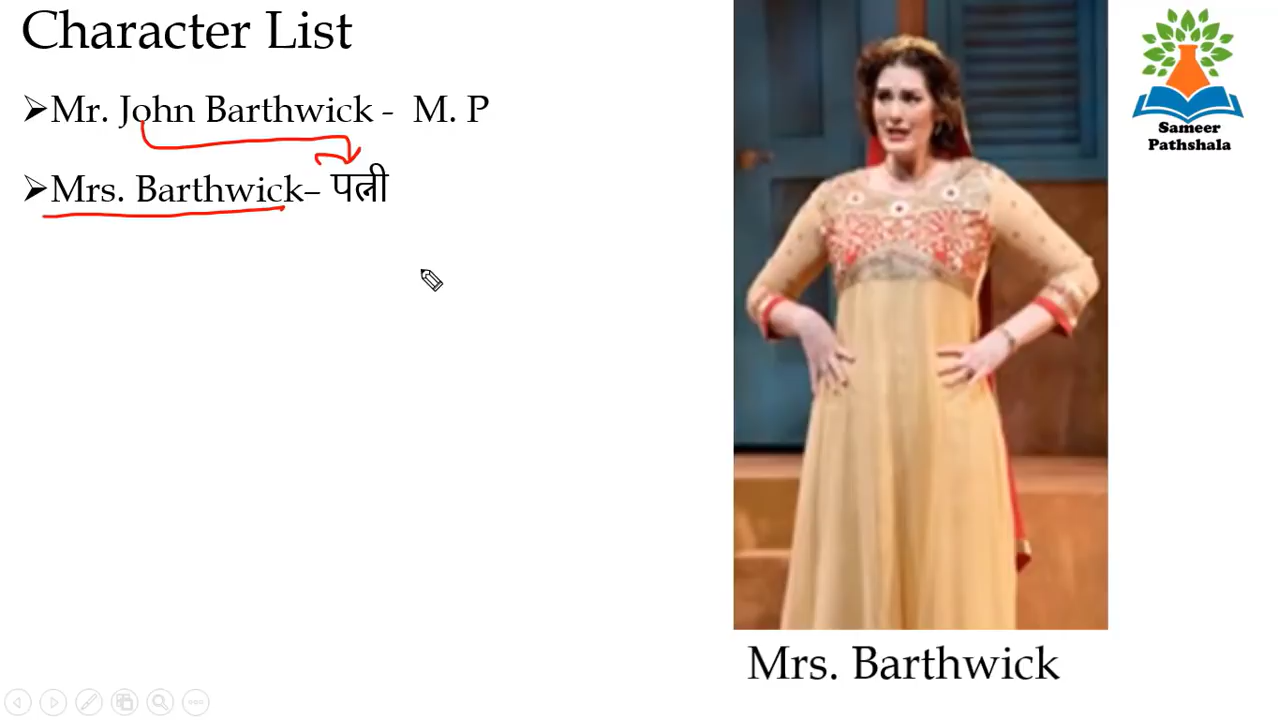 Character List
➢Mr. John Barthwick - M. P
➢Mrs. Barthwick– पत्नी
Sameer
Pathshala
Mrs. Barthwick